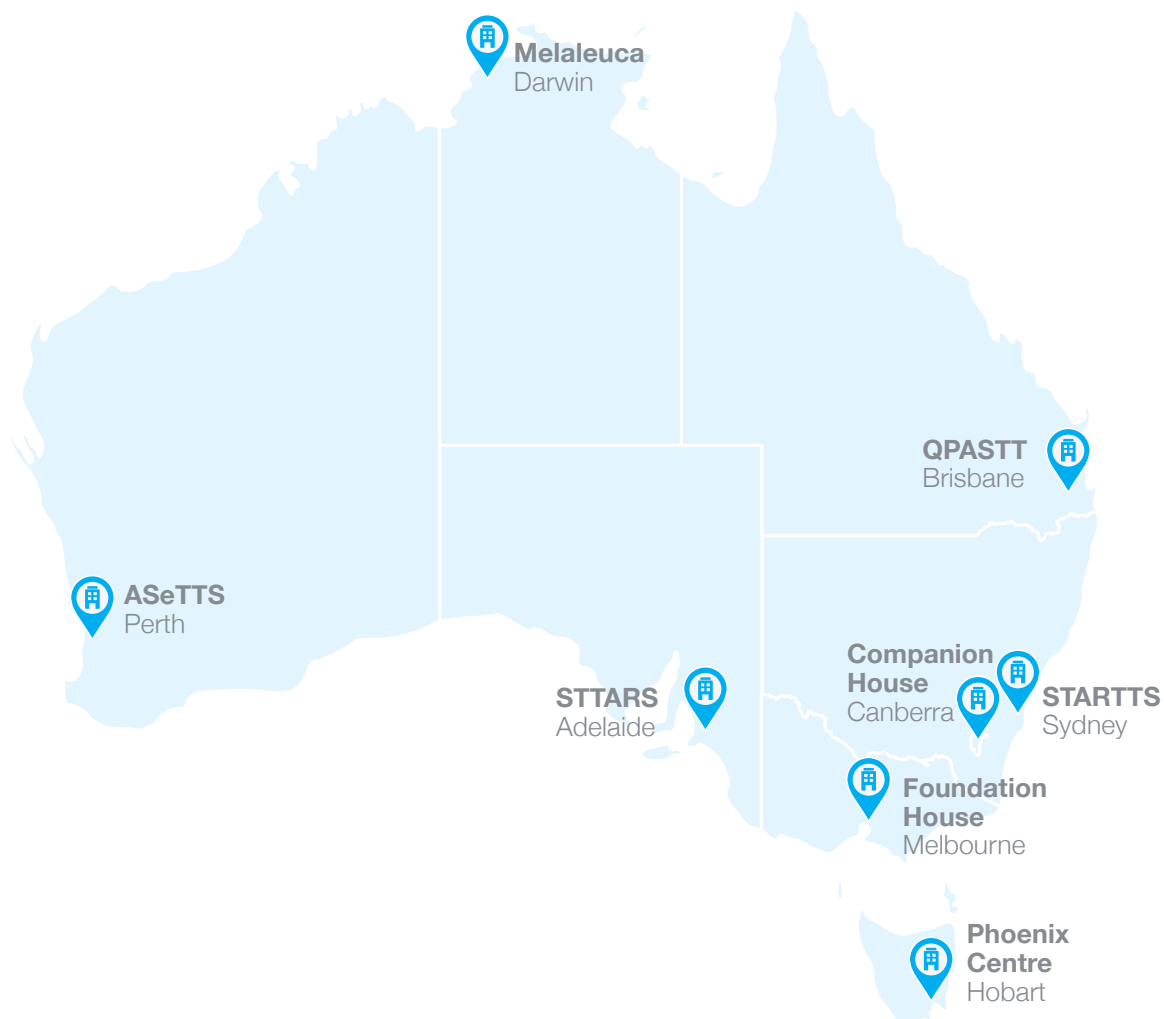 Melaleuca
Darwin
QPASTT
Brisbane
ASeTTS
Perth
Companion
House
Canberra
STTARS
Adelaide
STARTTS
Sydney
Foundation
House
Melbourne
Phoenix
Centre
Hobart